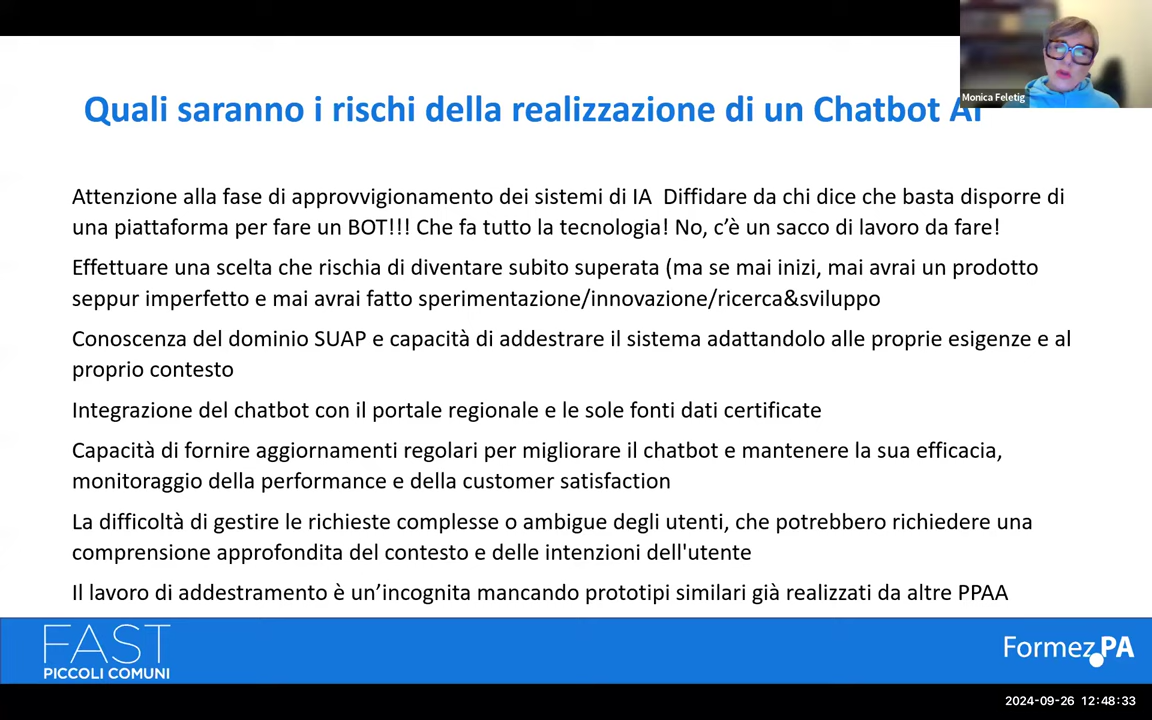 Monica Feletig
Quali saranno i rischi della realizzazione di un Chatbot AI
Attenzione alla fase di approvvigionamento dei sistemi di IA  Diffidare da chi dice che basta disporre di
una piattaforma per fare un BOT!!! Che fa tutto la tecnologia! No, c’è un sacco di lavoro da fare!
Effettuare una scelta che rischia di diventare subito superata (ma se mai inizi, mai avrai un prodotto
seppur imperfetto e mai avrai fatto sperimentazione/innovazione/ricerca&sviluppo
Conoscenza del dominio SUAP e capacità di addestrare il sistema adattandolo alle proprie esigenze e al
proprio contesto
Integrazione del chatbot con il portale regionale e le sole fonti dati certificate
Capacità di fornire aggiornamenti regolari per migliorare il chatbot e mantenere la sua efficacia,
monitoraggio della performance e della customer satisfaction
La difficoltà di gestire le richieste complesse o ambigue degli utenti, che potrebbero richiedere una
comprensione approfondita del contesto e delle intenzioni dell'utente
Il lavoro di addestramento è un’incognita mancando prototipi similari già realizzati da altre PPAA
FAST
PICCOLI COMUNI
Formez PA
2024-09-26 12:48:33